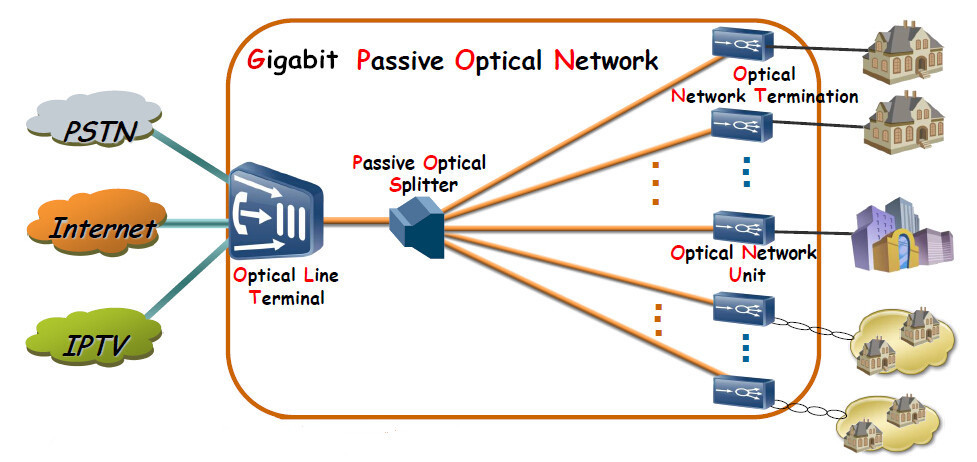 Gigabit Passive Optical Network
PSTN
Internet
IPTV
Optical Line
Terminal
Passive Optical
Splitter
Optical
Network Termination
Optical Network
Unit